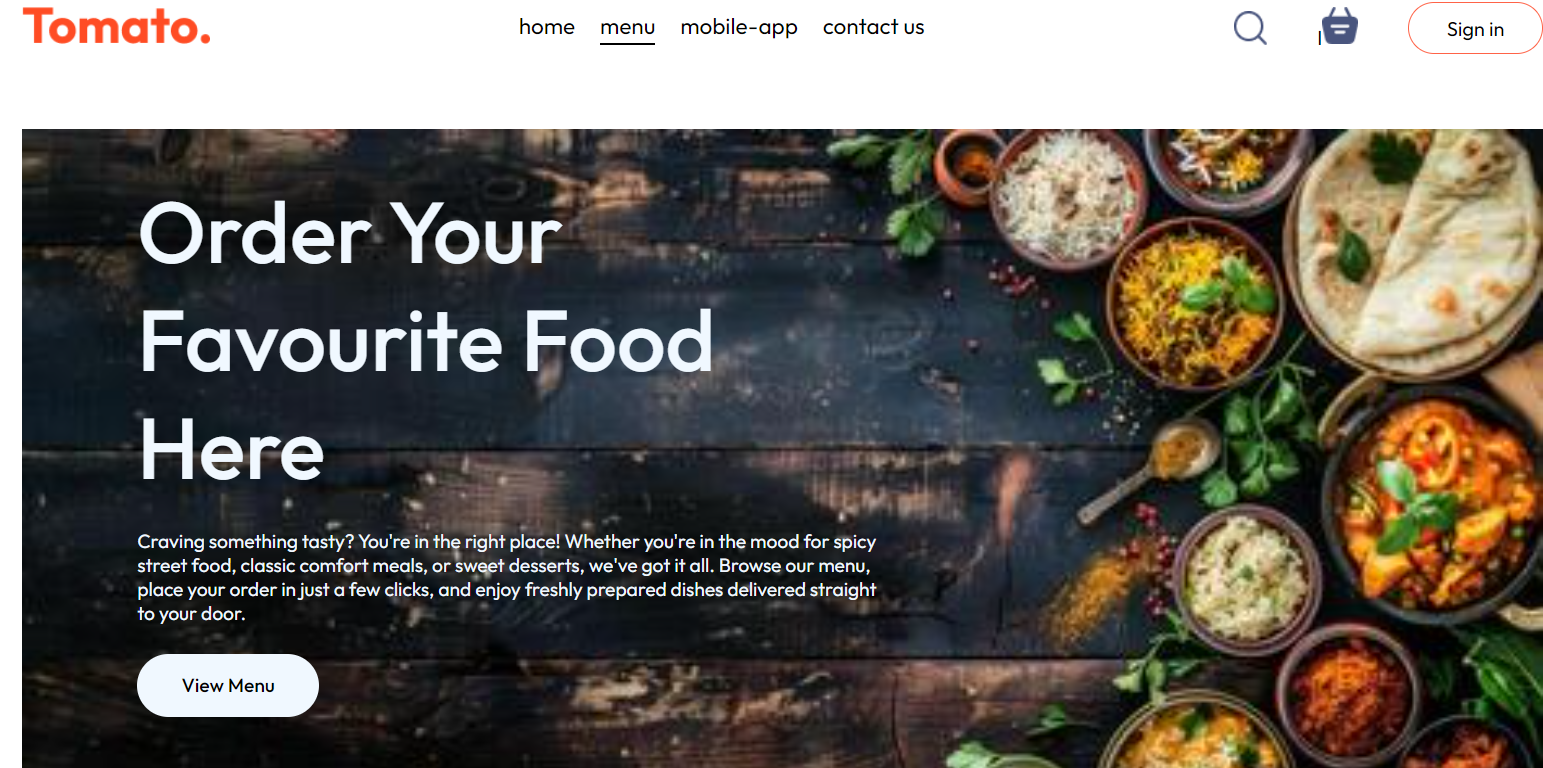 Tomato.
home menu mobile-app contact us
Sign in
Order Your
Favourite Food
Here
Craving something tasty? You're in the right place! Whether you're in the mood for spicy
street food, classic comfort meals, or sweet desserts, we've got it all. Browse our menu,
place your order in just a few clicks, and enjoy freshly prepared dishes delivered straight
to your door.
View Menu